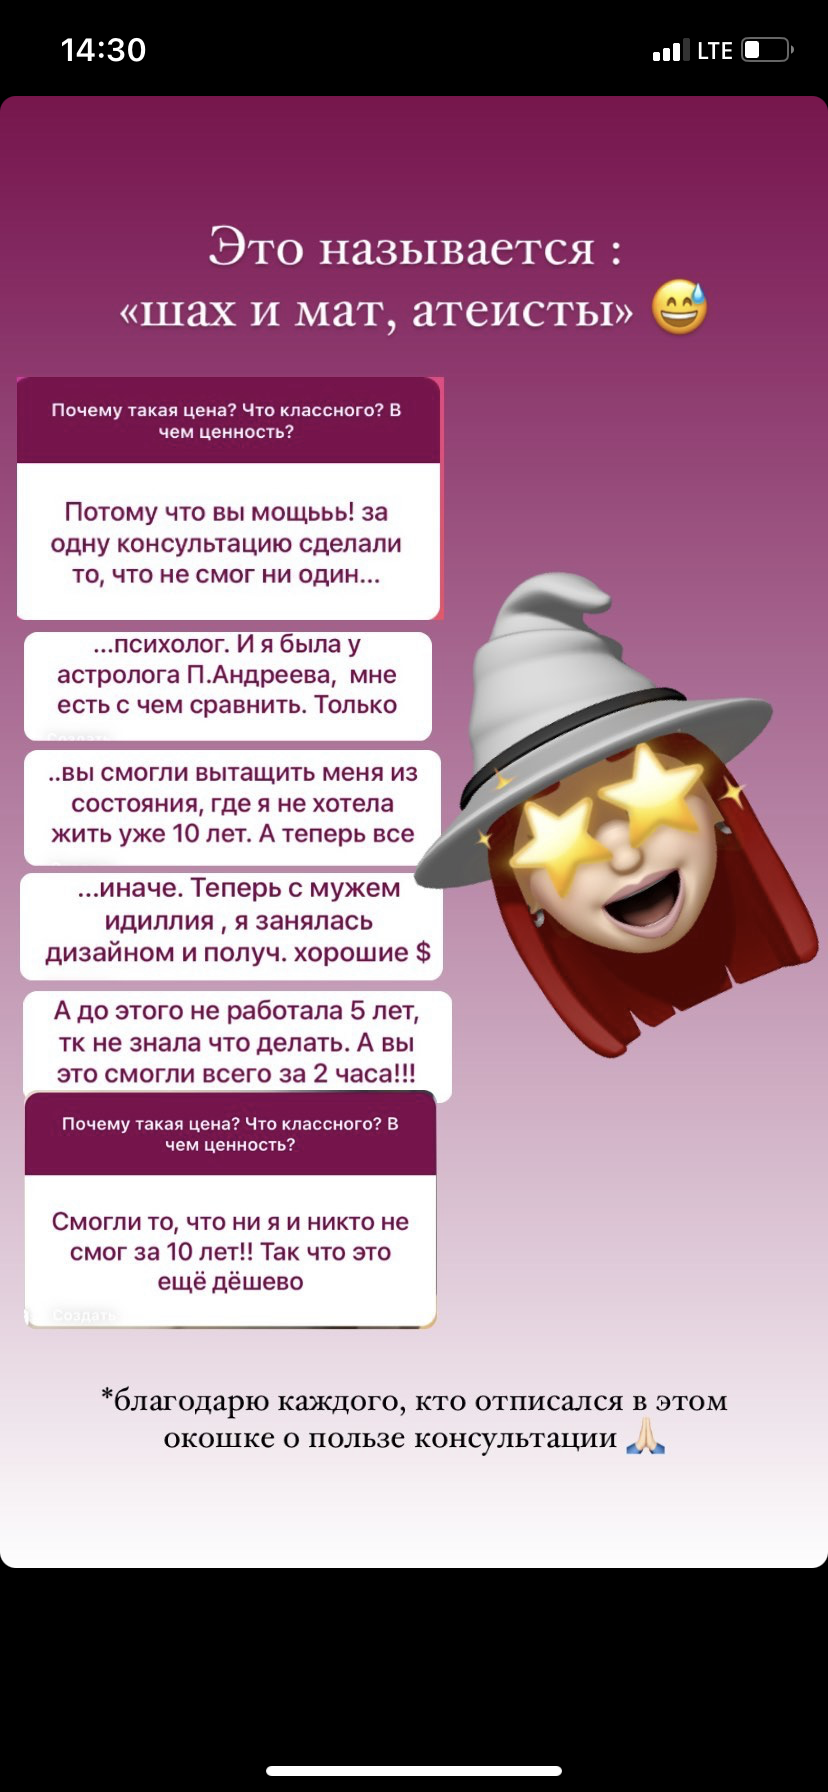 14:30
LTE
Это называется :
«шах и мат, атеисты» 😅
Почему такая цена? Что классного? В
чем ценность?
Потому что вы мощььь! за
одну консультацию сделали
то, что не смог ни один...
...психолог. И я была у
астролога П.Андреева, мне
есть с чем сравнить. Только
Создать
..вы смогли вытащить меня из
состояния, где я не хотела
жить уже 10 лет. А теперь все
...иначе. Теперь с мужем
идиллия , я занялась
дизайном и получ. хорошие $
А до этого не работала 5 лет,
тк не знала что делать. А вы
это смогли всего за 2 часа!!!
Почему такая цена? Что классного? В
чем ценность?
Смогли то, что ни я и никто не
смог за 10 лет!! Так что это
ещё дёшево
Создать
*благодарю каждого, кто отписался в этом
окошке о пользе консультации 🙏🏻